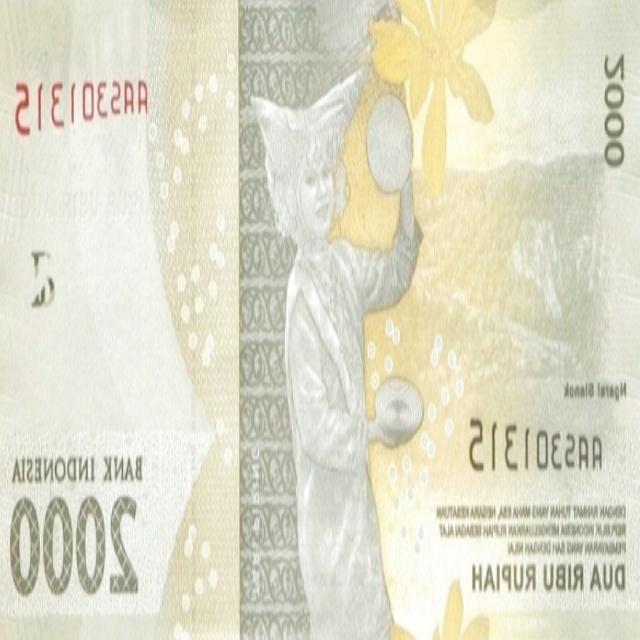 AAS301315
2000
Ngarai Sianok
AAS301315
BANK INDONESIA
2000
DENGAN RAHMAT TUHAN YANG MAHA ESA, NEGARA KESATUAN
REPUBLIK INDONESIA MENGELUARKAN RUPIAH SEBAGAI ALAT
PEMBAYARAN YANG SAH DENGAN NILAI
DUA RIBU RUPIAH